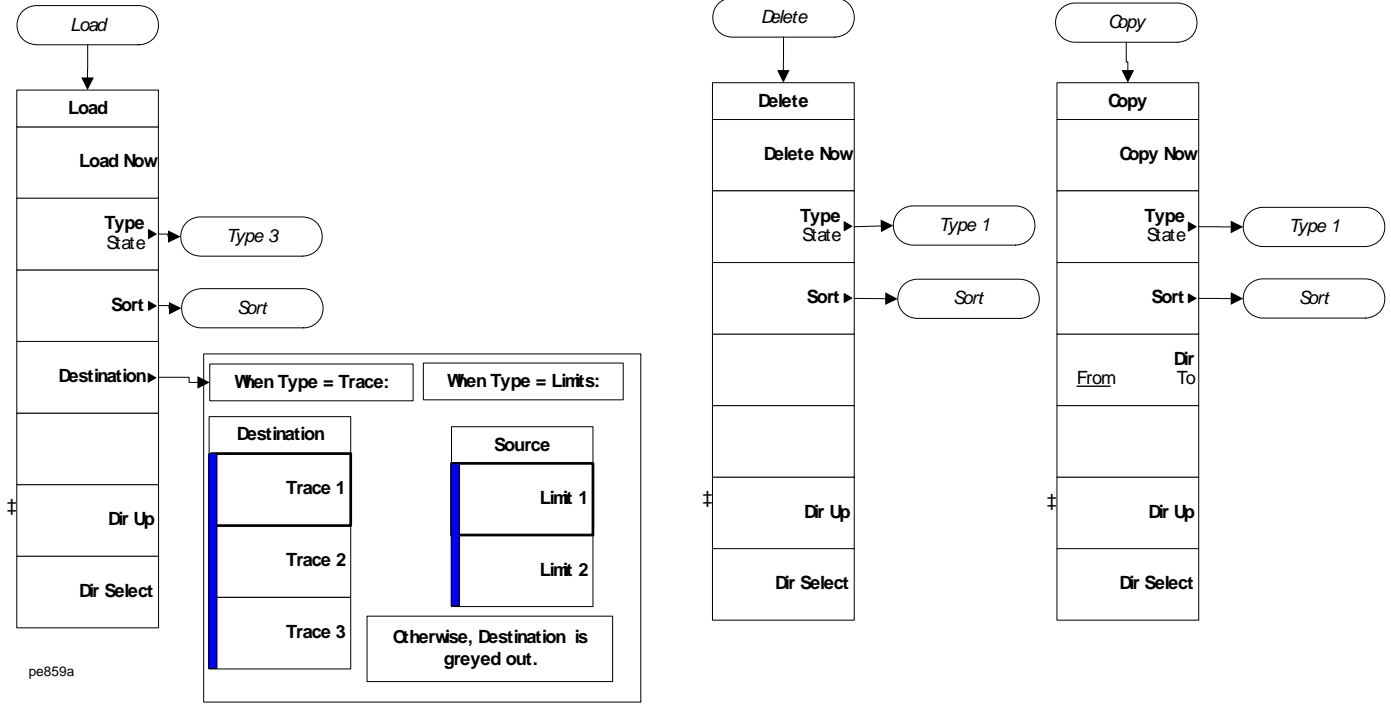 Load
Load
Load Now
Type
State
Type 3
Sort
Sort
Destination
When Type = Trace:
When Type = Limits:
Destination
Trace 1
Trace 2
Trace 3
Source
Limit 1
Limit 2
Otherwise, Destination is
greyed out.
‡
Dir Up
Dir Select
pe859a
Delete
Delete
Delete Now
Type
State
Type 1
Sort
Sort
‡
Dir Up
Dir Select
Copy
Copy
Copy Now
Type
State
Type 1
Sort
Sort
Dir
From To
‡
Dir Up
Dir Select